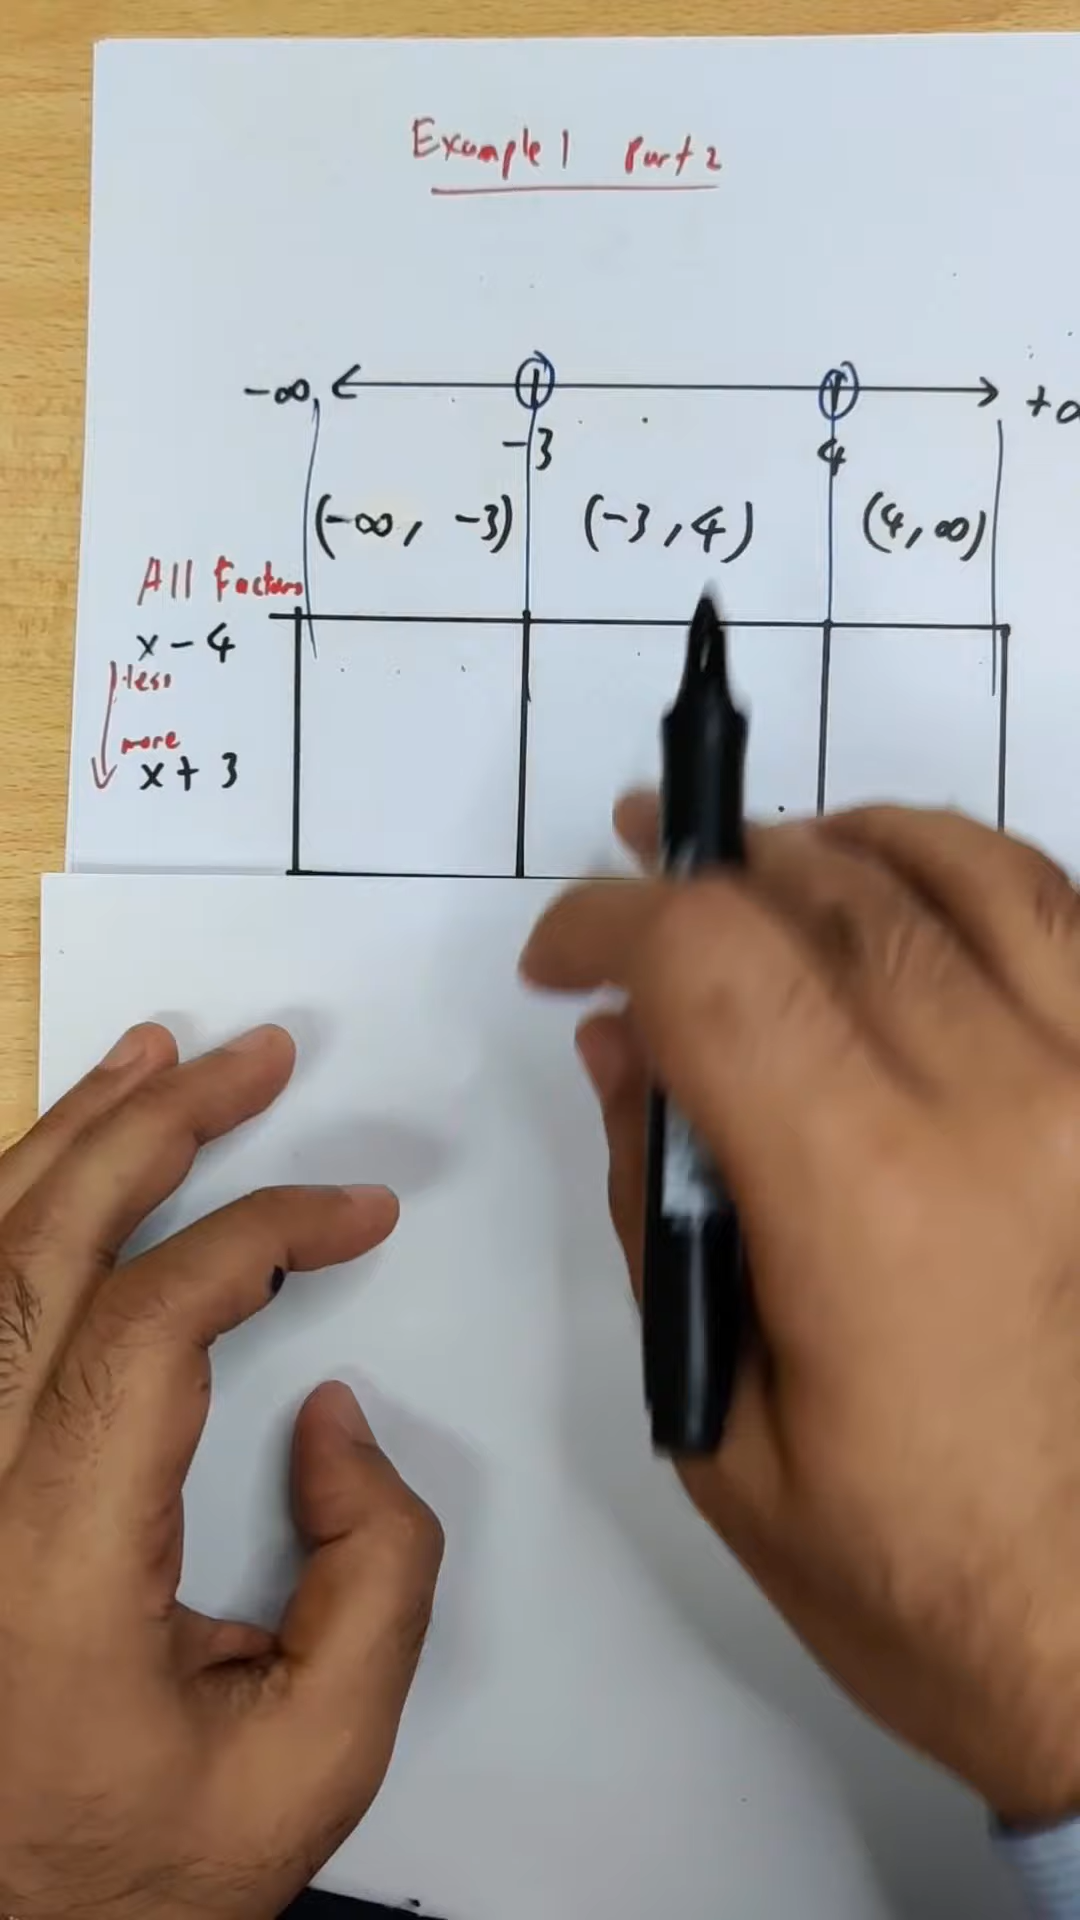 Example 1 Part 2
-∞, +∞
-3 4
(-∞, -3) (-3, 4) (4, ∞)
All Factors
x - 4
less
more
x + 3